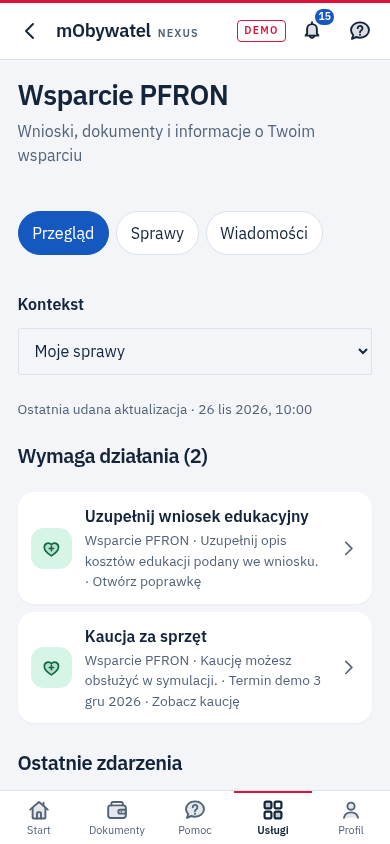 mObywatel NEXUS DEMO 15
Wsparcie PFRON
Wnioski, dokumenty i informacje o Twoim
wsparciu
Przegląd Sprawy Wiadomości
Kontekst
Moje sprawy
Ostatnia udana aktualizacja · 26 lis 2026, 10:00
Wymaga działania (2)
Uzupełnij wniosek edukacyjny
Wsparcie PFRON · Uzupełnij opis
kosztów edukacji podany we wniosku.
· Otwórz poprawkę
Kaucja za sprzęt
Wsparcie PFRON · Kaucję możesz
obsłużyć w symulacji. · Termin demo 3
gru 2026 · Zobacz kaucję
Ostatnie zdarzenia
Start Dokumenty Pomoc Usługi Profil